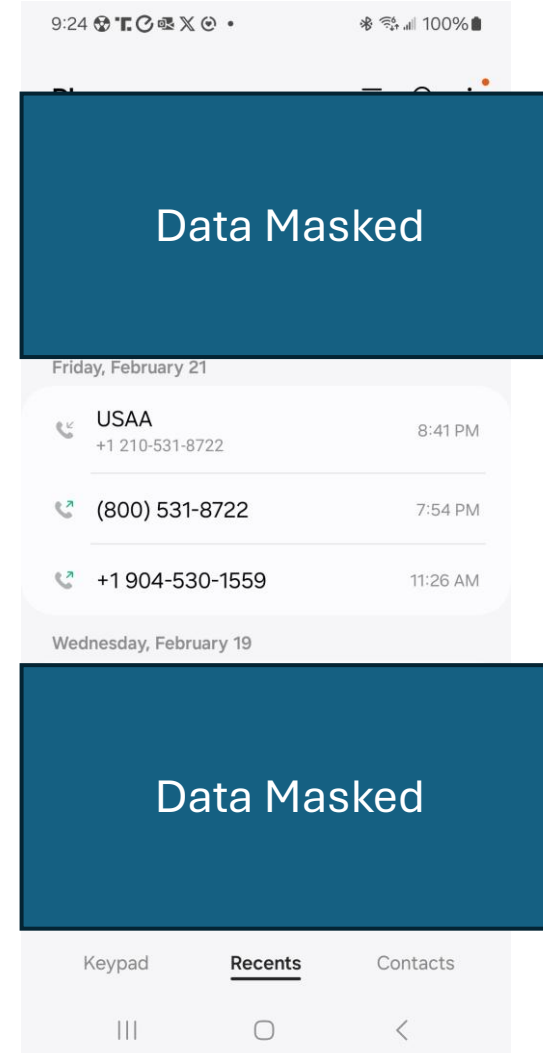 9:24
100%
Data Masked
Friday, February 21
USAA
+1 210-531-8722
8:41 PM
(800) 531-8722
7:54 PM
+1 904-530-1559
11:26 AM
Wednesday, February 19
Data Masked
Keypad
Recents
Contacts